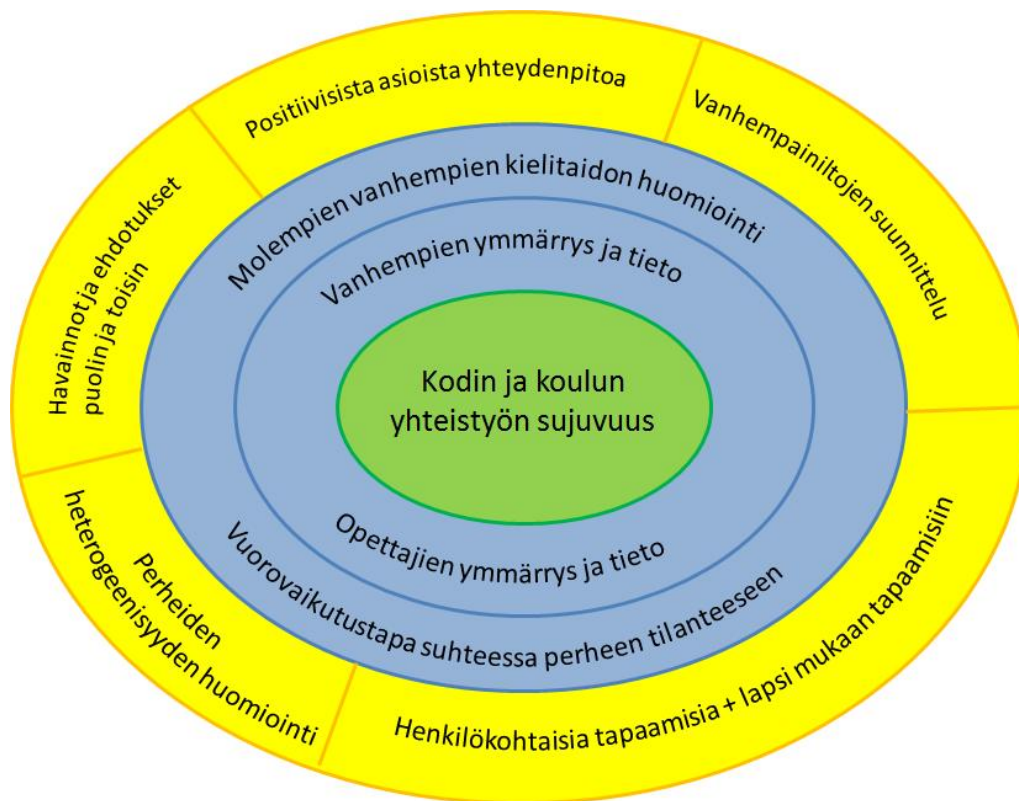 Positiivisista asioista yhteydenpitoa
Vanhempainiltojen suunnittelu
Havainnot ja ehdotukset
puolin ja toisin
Molempien vanhempien kielitaidon huomiointi
Vanhempien ymmärrys ja tieto
Kodin ja koulun
yhteistyön sujuvuus
Opettajien ymmärrys ja tieto
Vuorovaikutustapa suhteessa perheen tilanteeseen
Perheiden
heterogeenisyyden huomiointi
Henkilökohtaisia tapaamisia + lapsi mukaan tapaamisiin